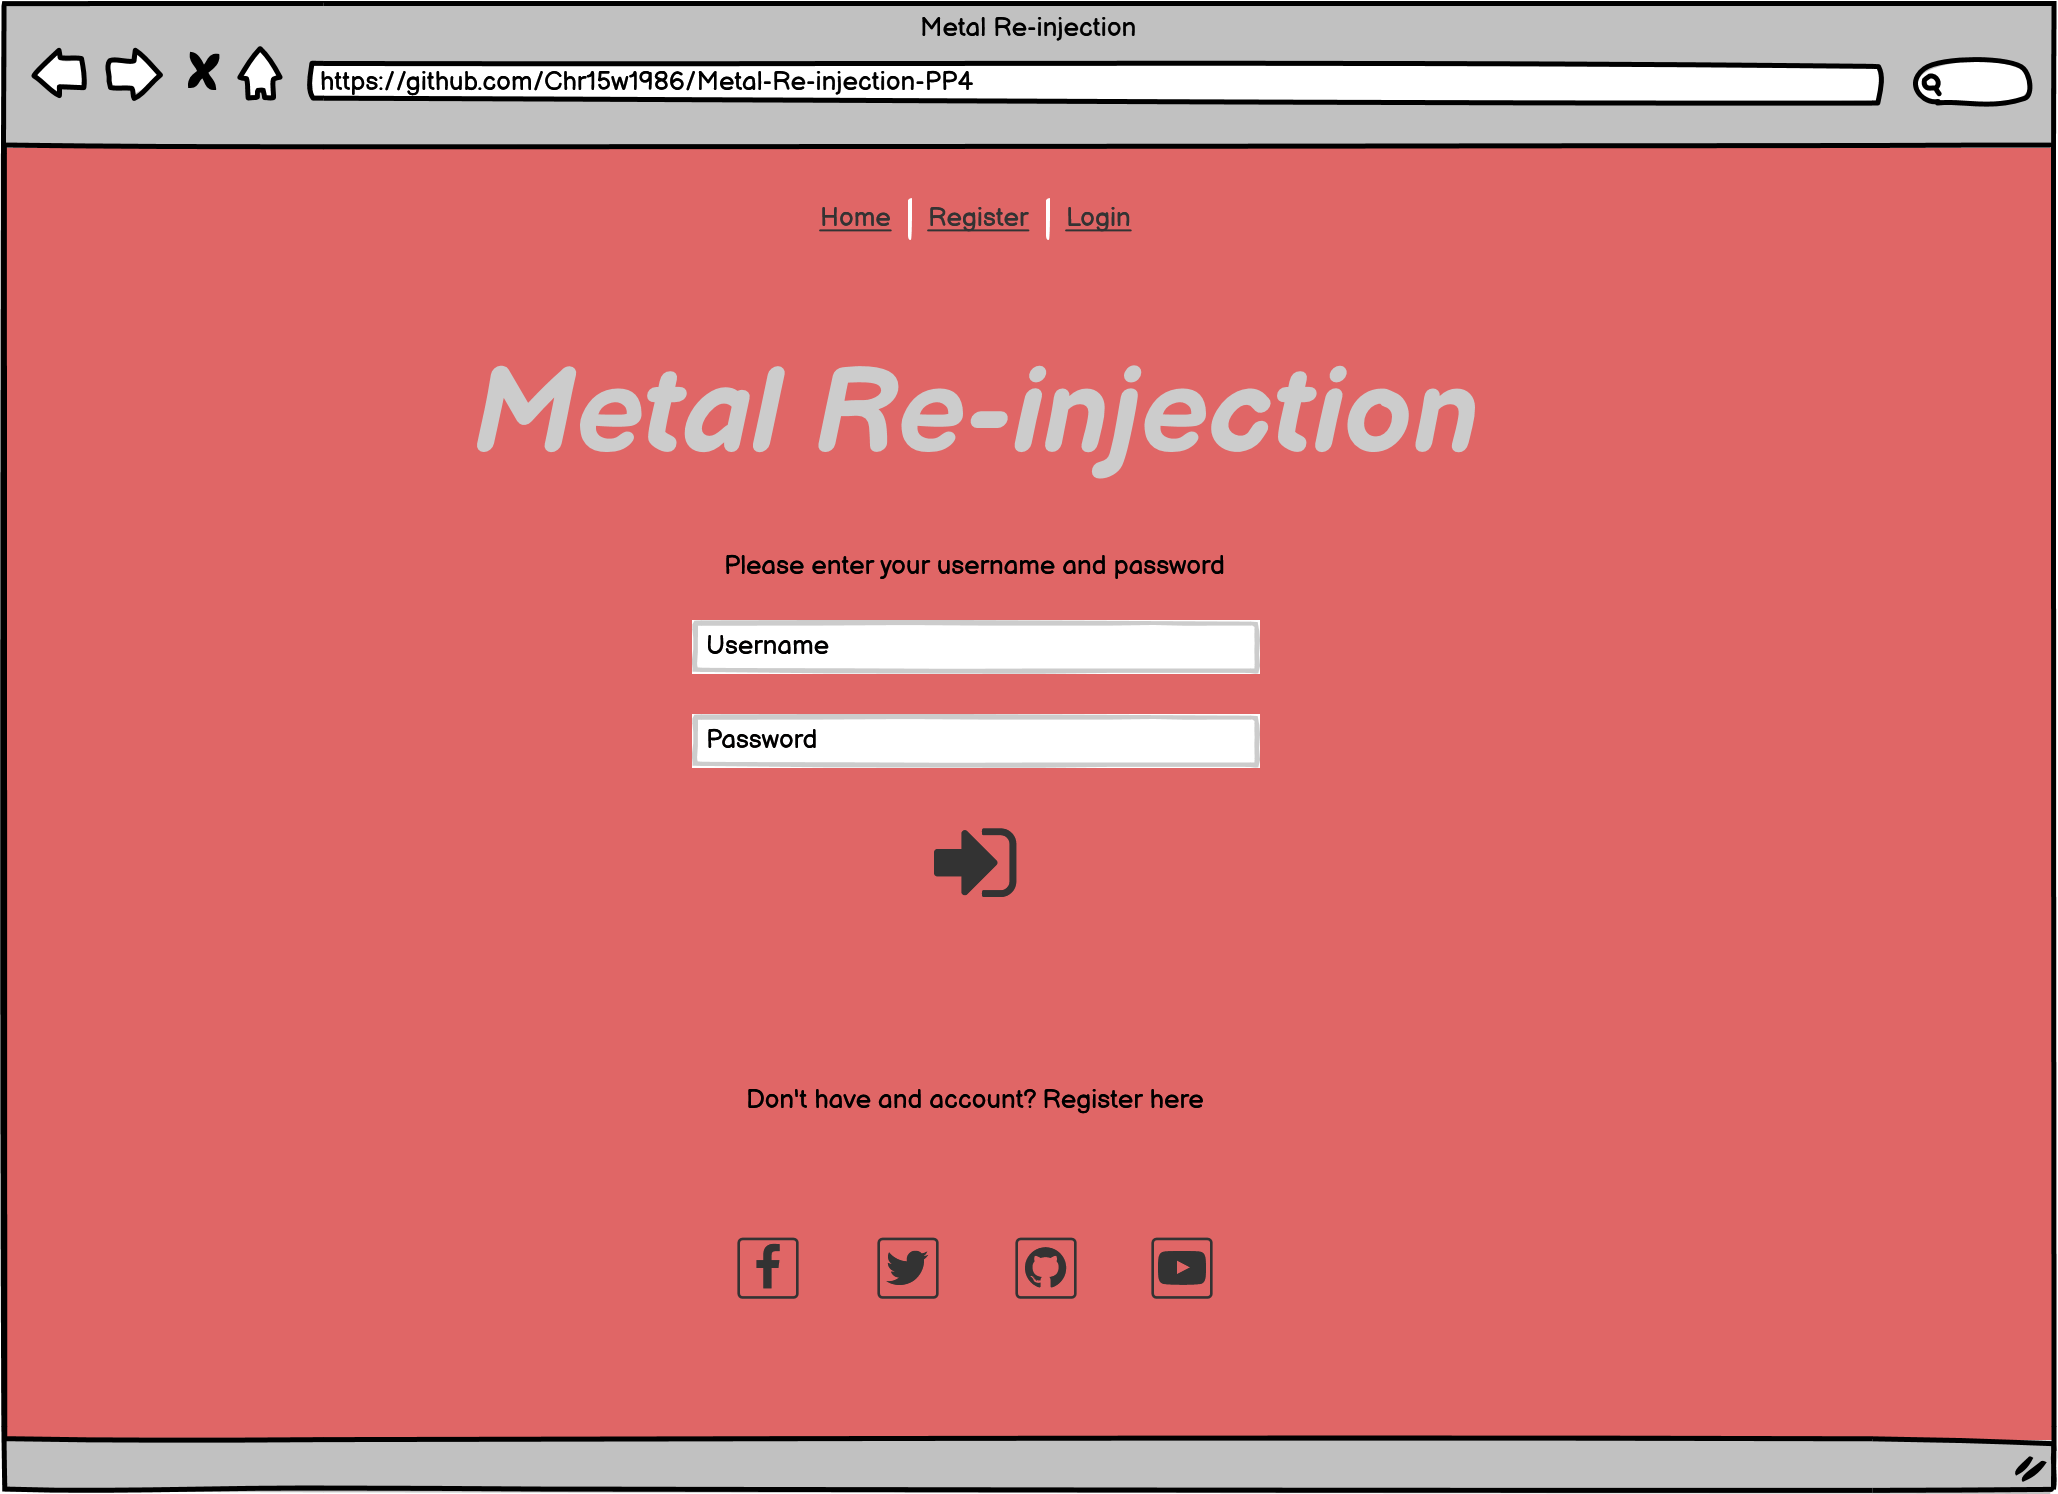 Metal Re-injection
https://github.com/Chr15w1986/Metal-Re-injection-PP4
Home Register Login
Metal Re-injection
Please enter your username and password
Username
Password
Don't have and account? Register here